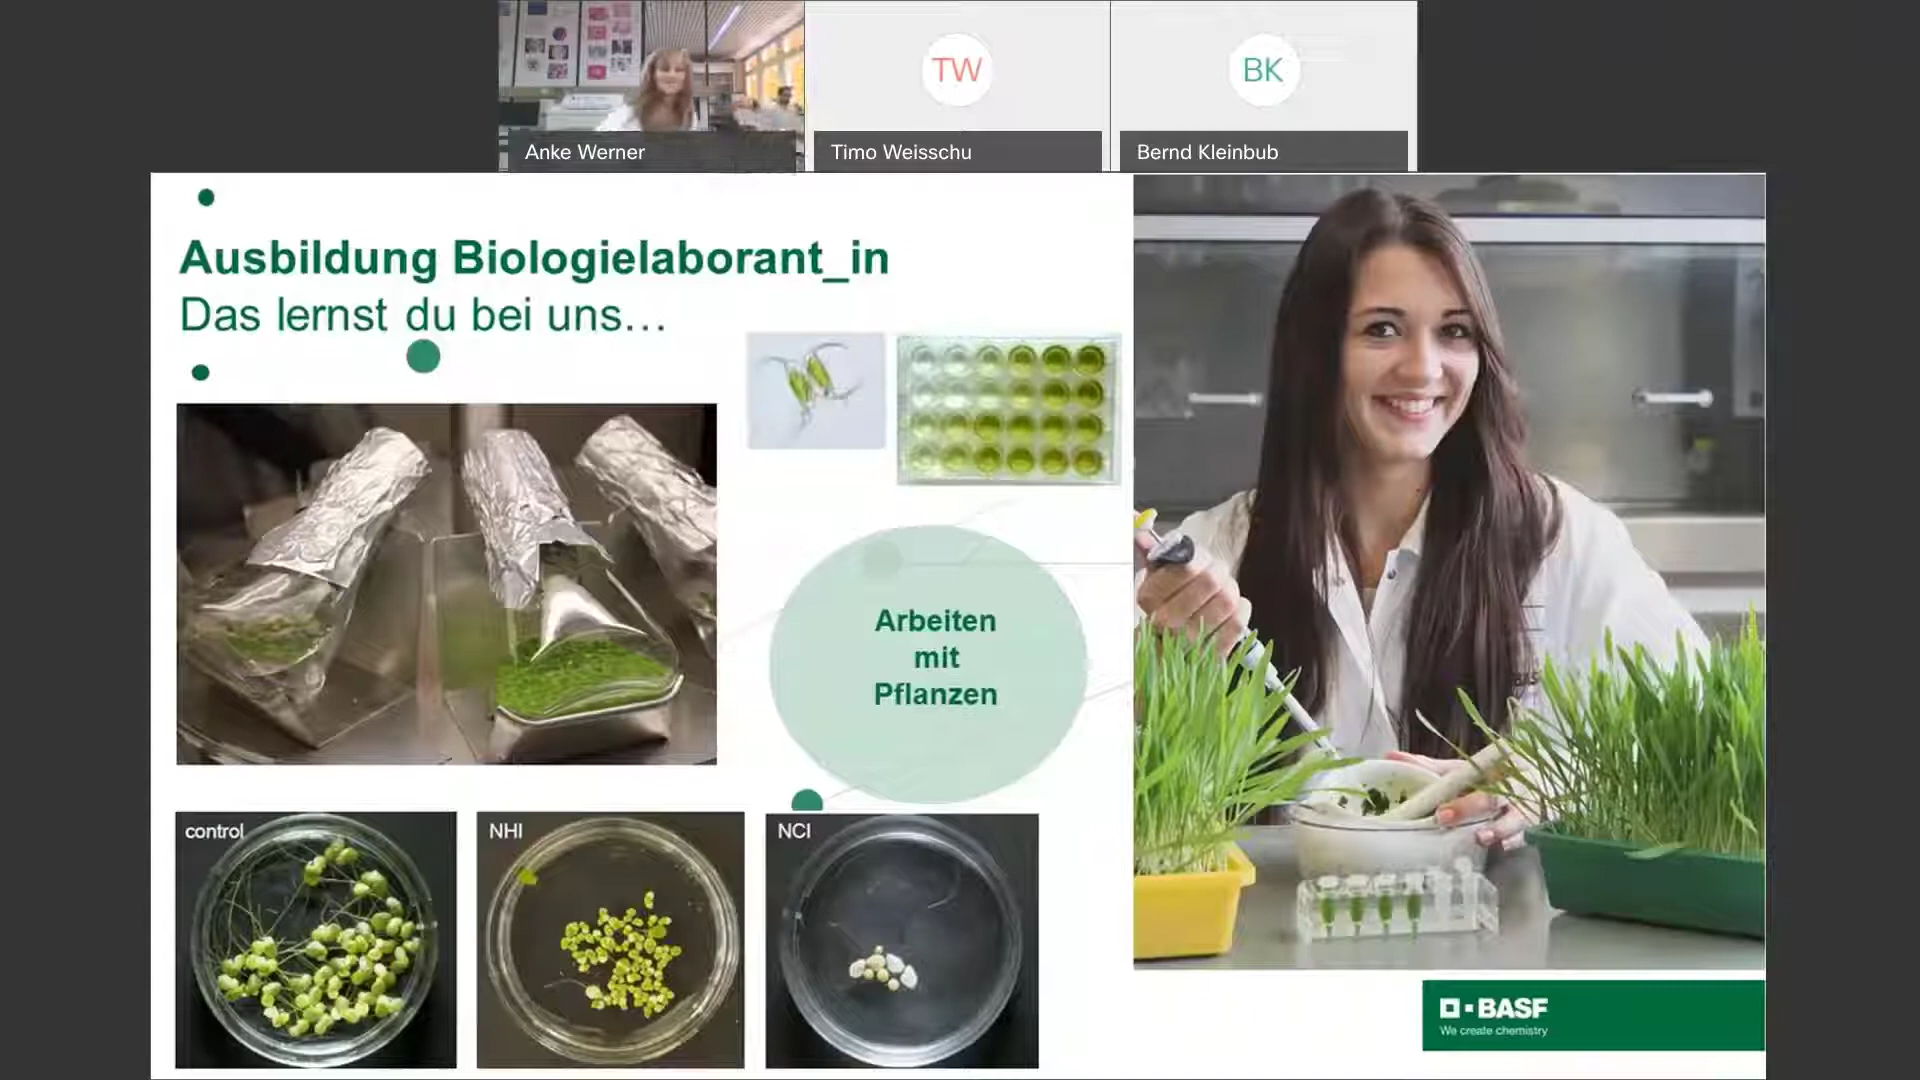 TW
BK
Anke Werner
Timo Weisschu
Bernd Kleinbub
Ausbildung Biologielaborant_in
Das lernst du bei uns…
Arbeiten
mit
Pflanzen
control
NHI
NCI
BASF
We create chemistry